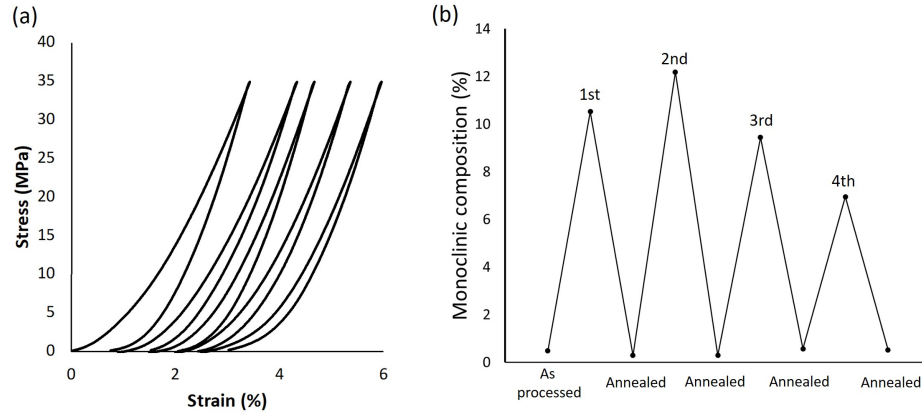 (a)
40
35
30
25
20
15
10
5
0
Stress (MPa)
0 2 4 6
Strain (%)
(b)
14
12
10
8
6
4
2
0
Monoclinic composition (%)
1st
2nd
3rd
4th
As
processed
Annealed
Annealed
Annealed
Annealed